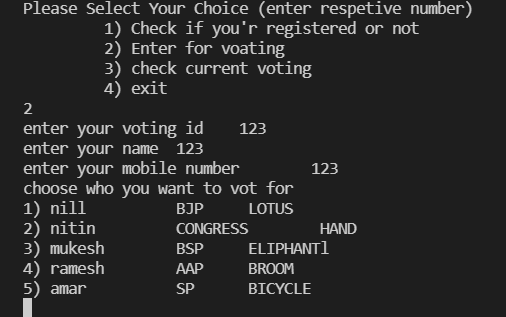 Please Select Your Choice (enter respetive number)
1) Check if you'r registered or not
2) Enter for voating
3) check current voting
4) exit
2
enter your voting id 123
enter your name 123
enter your mobile number 123
choose who you want to vot for
1) nill BJP LOTUS
2) nitin CONGRESS HAND
3) mukesh BSP ELIPHANTl
4) ramesh AAP BROOM
5) amar SP BICYCLE